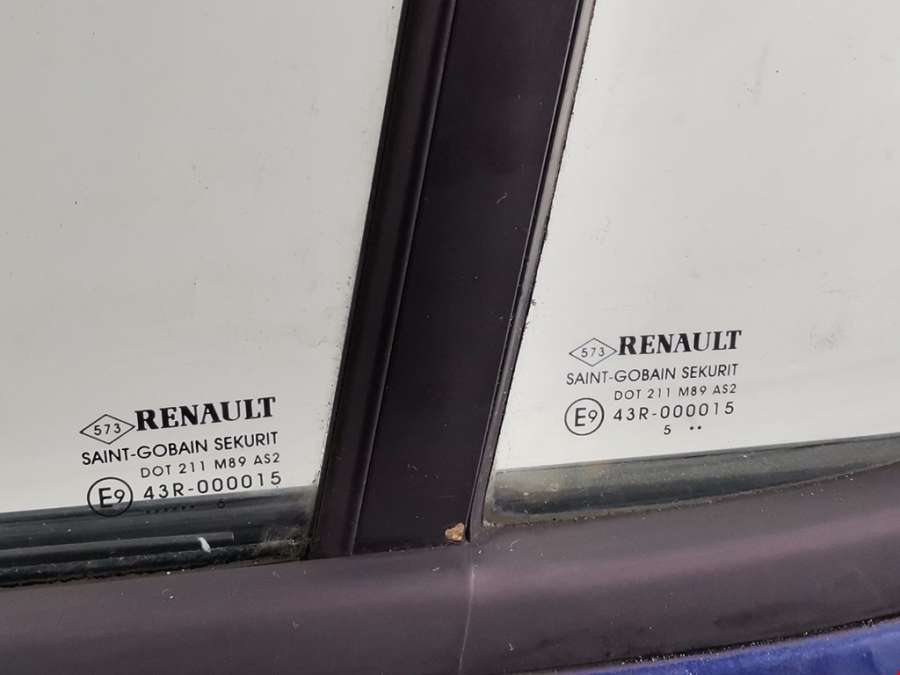 573 RENAULT
SAINT-GOBAIN SEKURIT
DOT 211 M89 AS2
E9 43R-000015
...... 6
573 RENAULT
SAINT-GOBAIN SEKURIT
DOT 211 M89 AS2
E9 43R-000015
5 ..